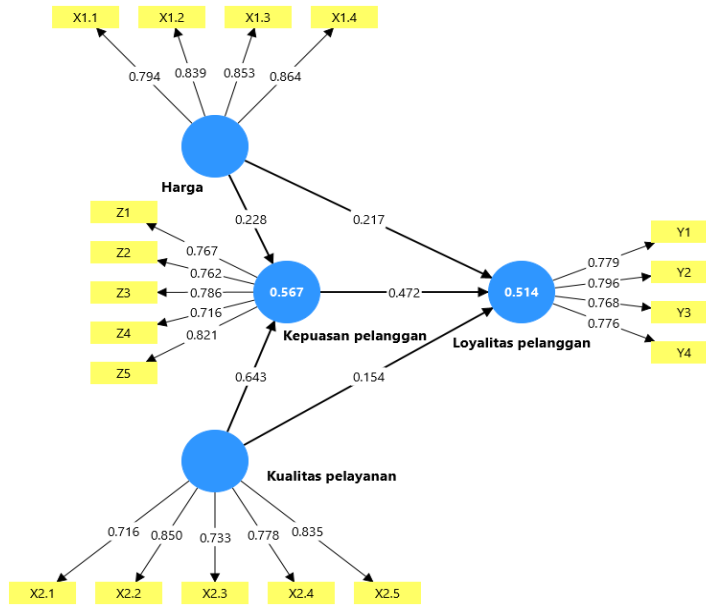 X1.1 X1.2 X1.3 X1.4
0.794 0.839 0.853 0.864
Harga
0.228 0.217
Z1
Z2
Z3
Z4
Z5
0.767
0.762
0.786
0.716
0.821
0.567
Kepuasan pelanggan
0.472
0.514
Loyalitas pelanggan
0.779
0.796
0.768
0.776
Y1
Y2
Y3
Y4
0.643 0.154
Kualitas pelayanan
0.716 0.850 0.733 0.778 0.835
X2.1 X2.2 X2.3 X2.4 X2.5